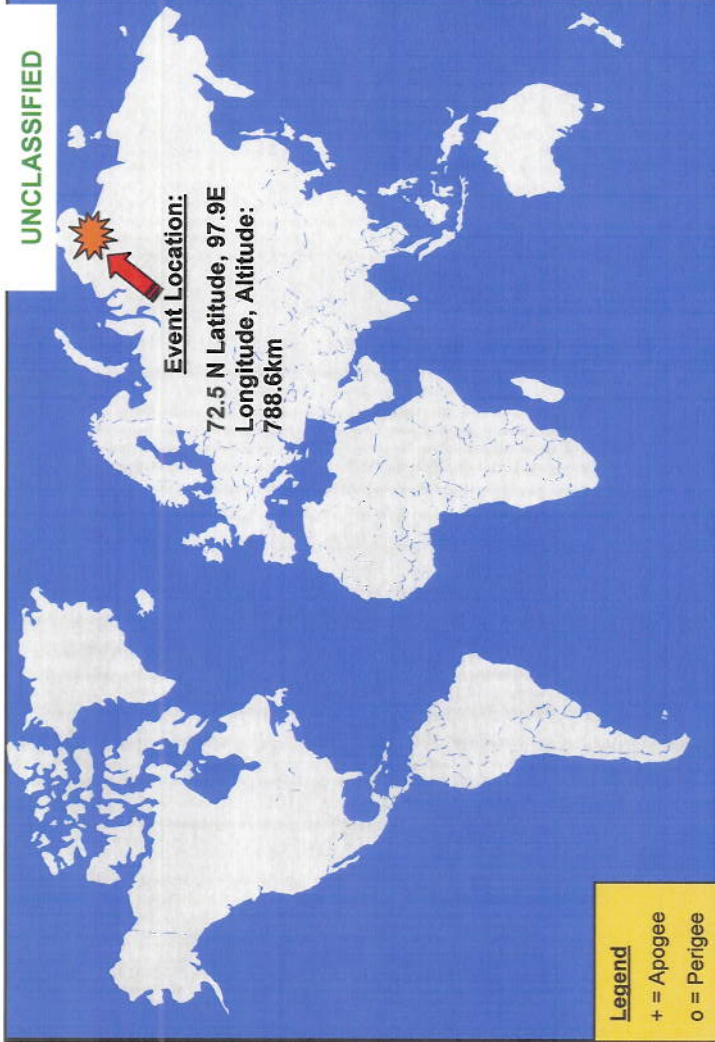 UNCLASSIFIED
Event Location:
72.5 N Latitude, 97.9E
Longitude, Altitude:
788.6km
Legend
+ = Apogee
o = Perigee